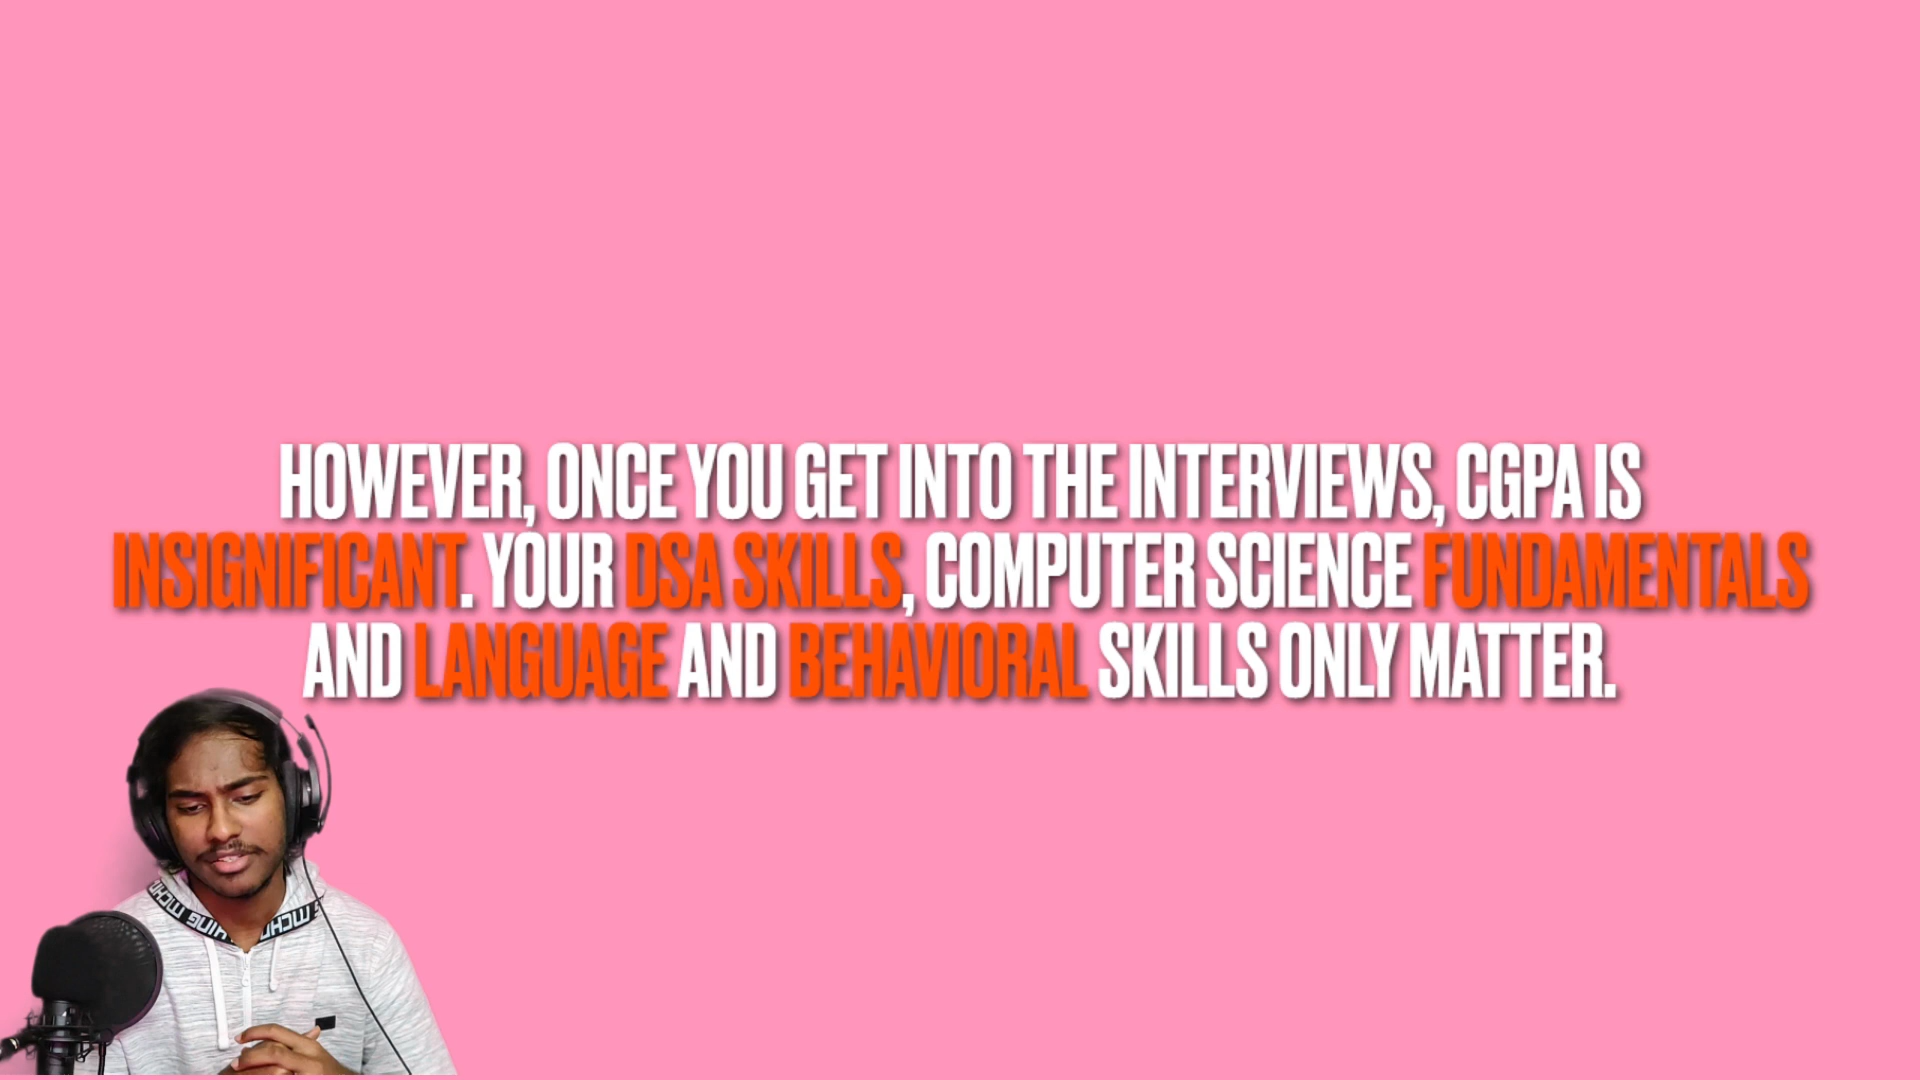 HOWEVER, ONCE YOU GET INTO THE INTERVIEWS, CGPA IS
INSIGNIFICANT. YOUR DSA SKILLS, COMPUTER SCIENCE FUNDAMENTALS
AND LANGUAGE AND BEHAVIORAL SKILLS ONLY MATTER.